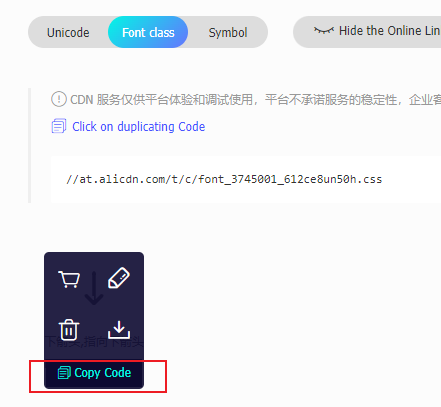 Unicode
Font class
Symbol
Hide the Online Lin
CDN 服务仅供平台体验和调试使用，平台不承诺服务的稳定性，企业客
Click on duplicating Code
//at.alicdn.com/t/c/font_3745001_612ce8un50h.css
Copy Code